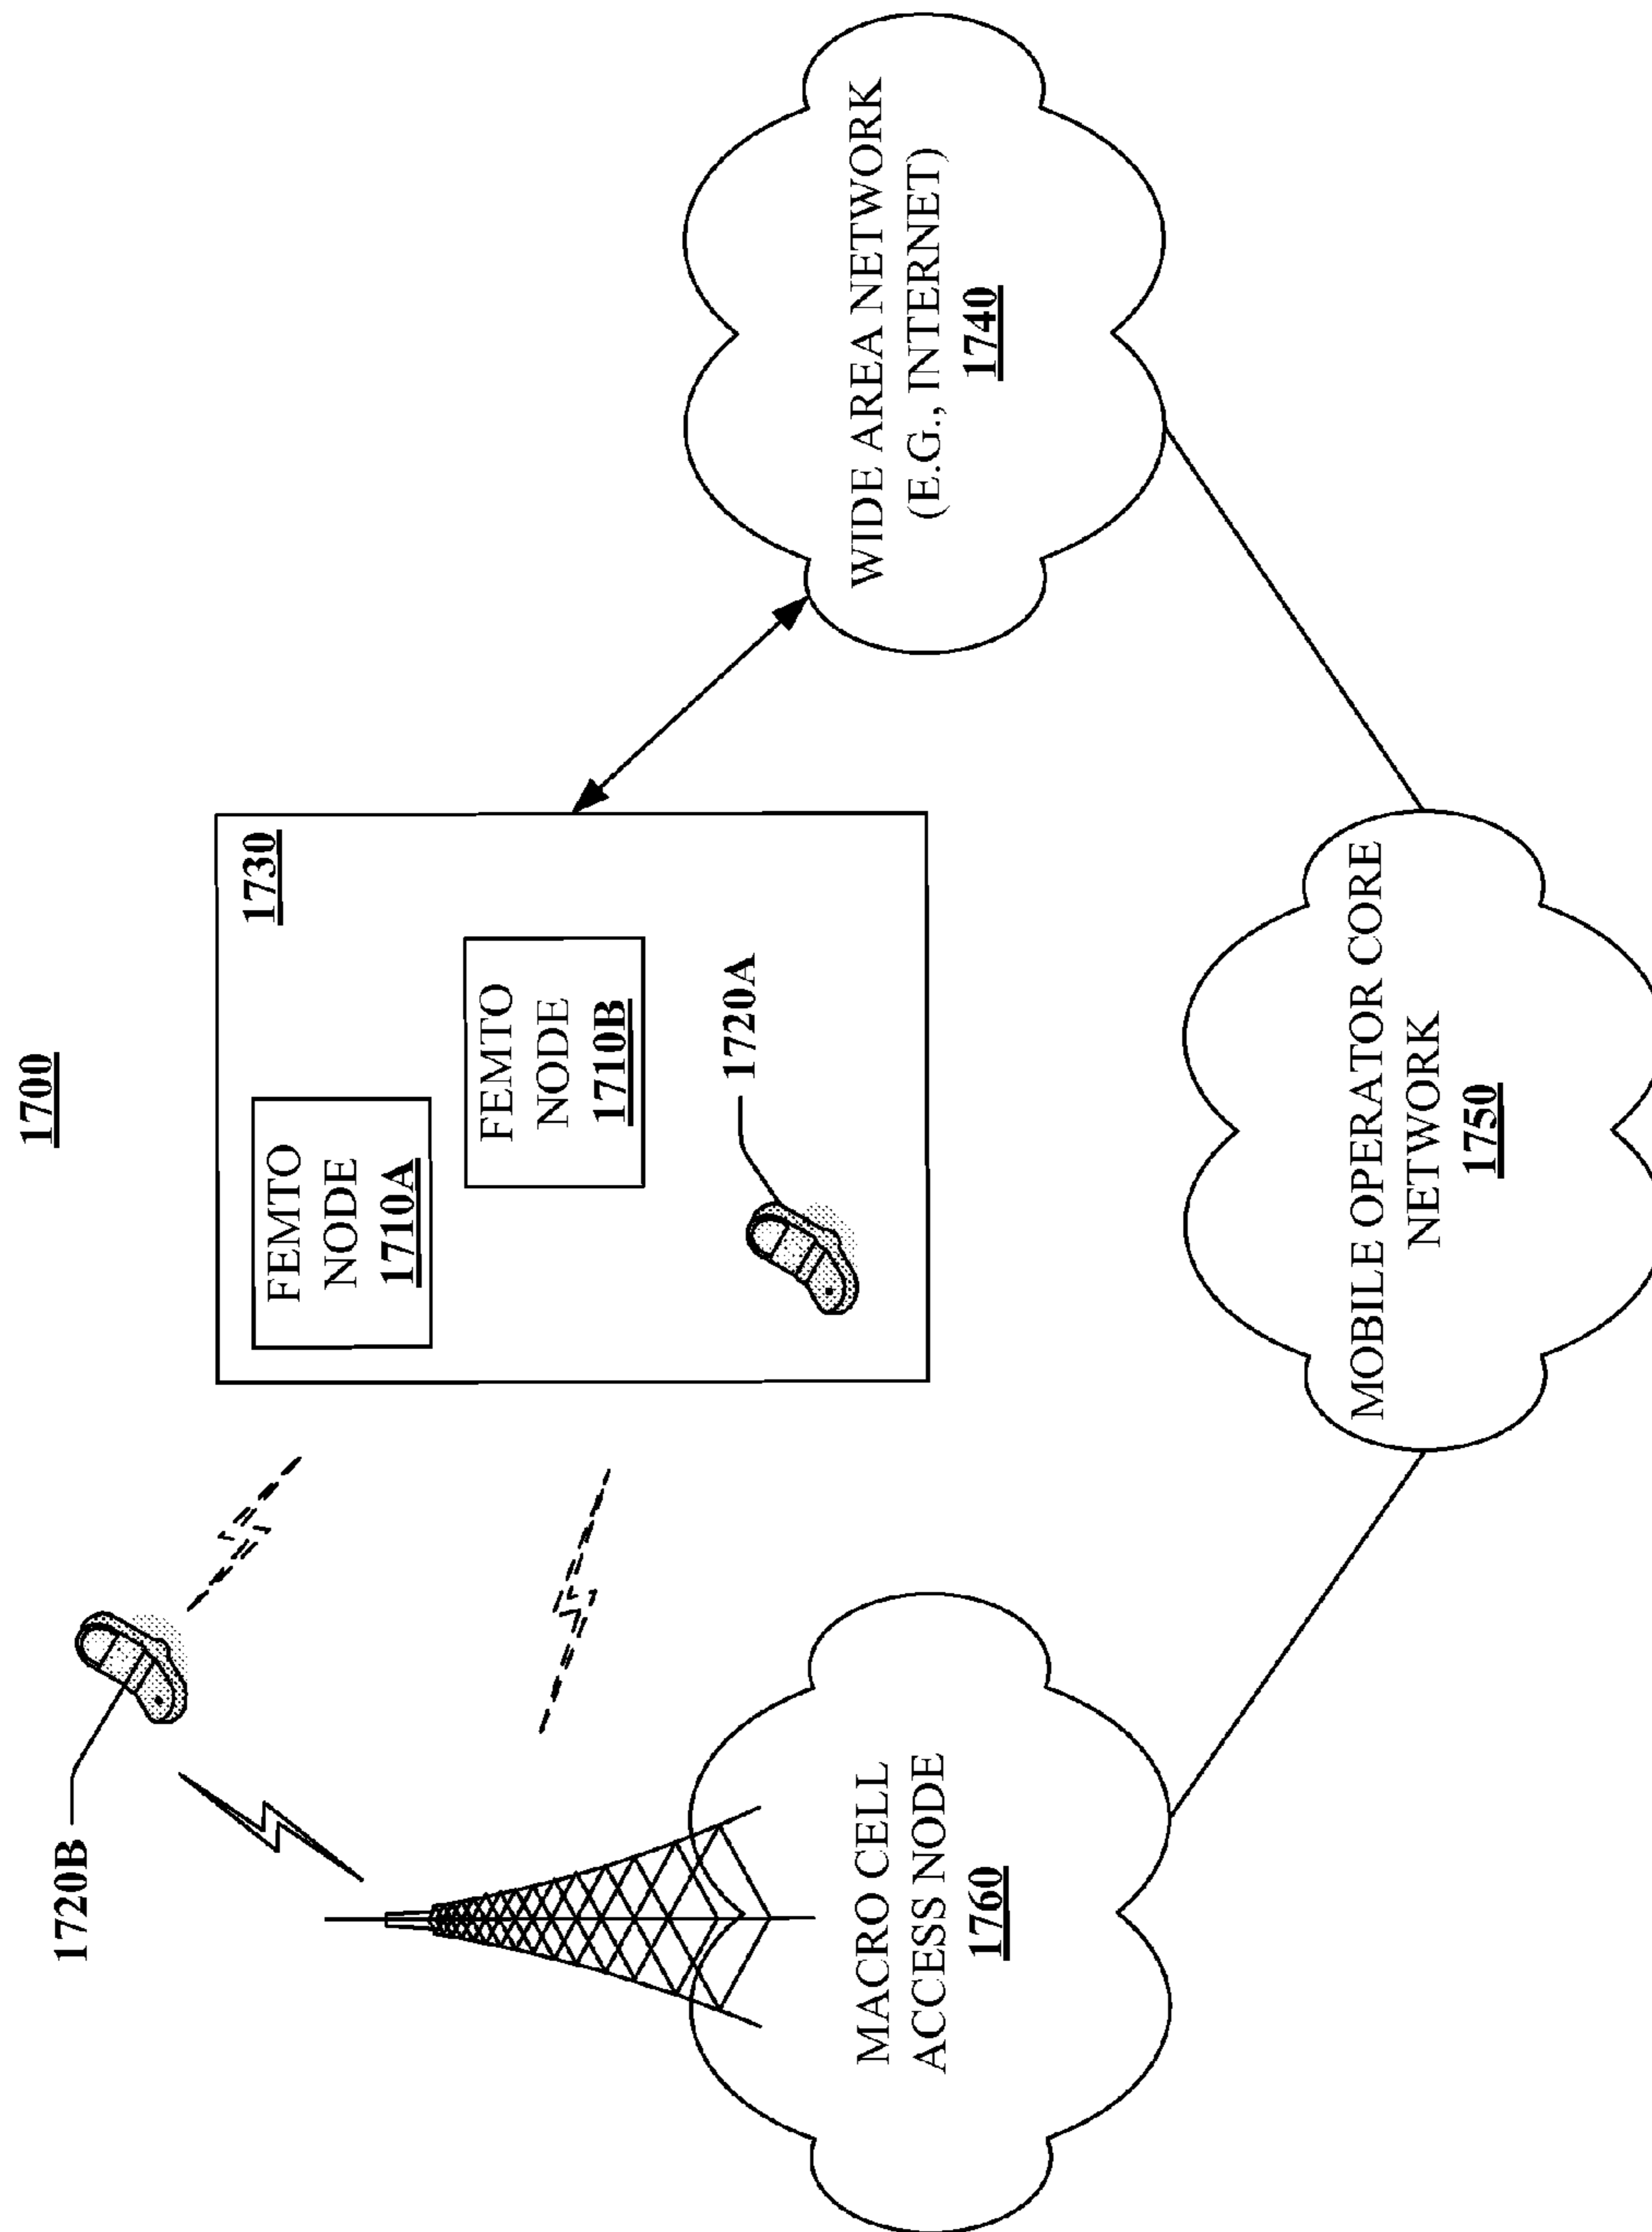 1700
1720B
FEMTO
NODE
1710A
1730
FEMTO
NODE
1710B
1720A
MACRO CELL
ACCESS NODE
1760
WIDE AREA NETWORK
(E.G., INTERNET)
1740
MOBILE OPERATOR CORE
NETWORK
1750